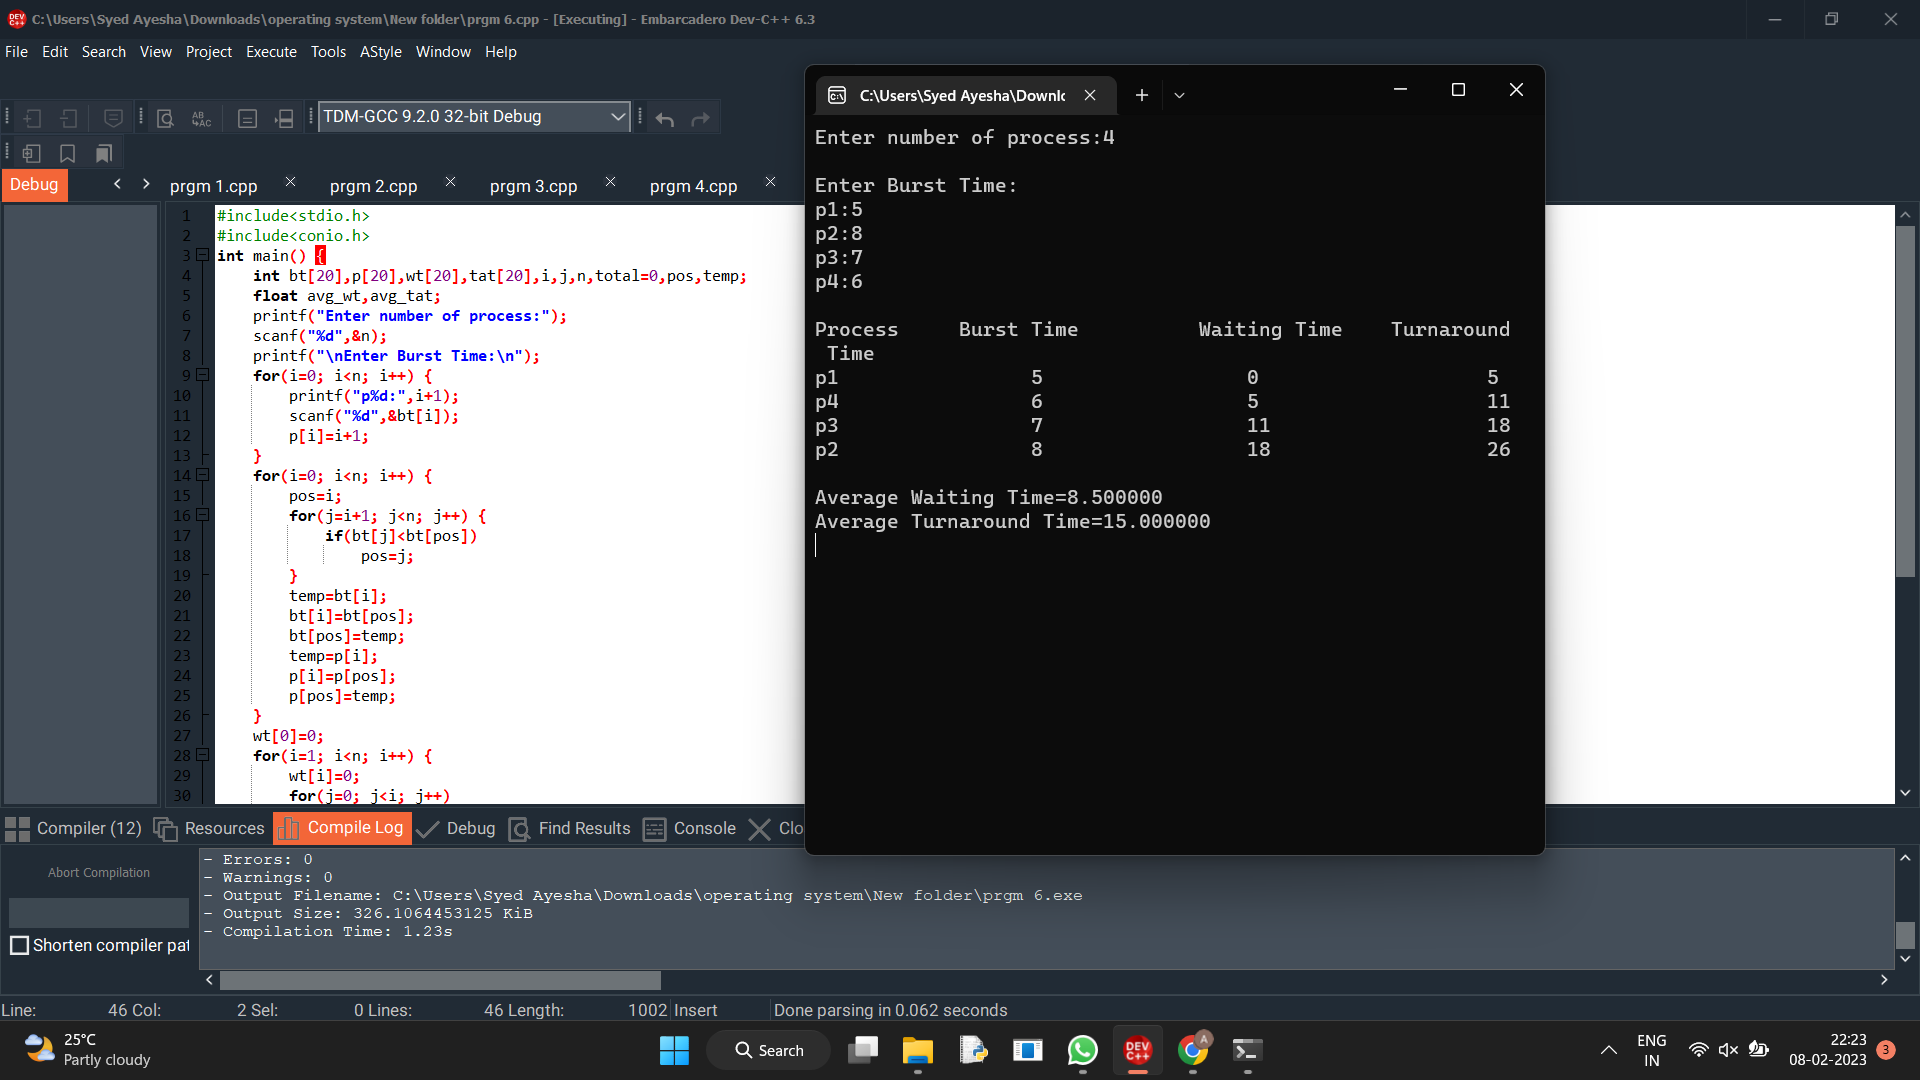 C:\Users\Syed Ayesha\Downloads\operating system\New folder\prgm 6.cpp - [Executing] - Embarcadero Dev-C++ 6.3
File Edit Search View Project Execute Tools AStyle Window Help
TDM-GCC 9.2.0 32-bit Debug
Debug
prgm 1.cpp prgm 2.cpp prgm 3.cpp prgm 4.cpp
1 #include<stdio.h>
2 #include<conio.h>
3 int main() {
4 int bt[20],p[20],wt[20],tat[20],i,j,n,total=0,pos,temp;
5 float avg_wt,avg_tat;
6 printf("Enter number of process:");
7 scanf("%d",&n);
8 printf("\nEnter Burst Time:\n");
9 for(i=0; i<n; i++) {
10 printf("p%d:",i+1);
11 scanf("%d",&bt[i]);
12 p[i]=i+1;
13 }
14 for(i=0; i<n; i++) {
15 pos=i;
16 for(j=i+1; j<n; j++) {
17 if(bt[j]<bt[pos])
18 pos=j;
19 }
20 temp=bt[i];
21 bt[i]=bt[pos];
22 bt[pos]=temp;
23 temp=p[i];
24 p[i]=p[pos];
25 p[pos]=temp;
26 }
27 wt[0]=0;
28 for(i=1; i<n; i++) {
29 wt[i]=0;
30 for(j=0; j<i; j++)
C:\Users\Syed Ayesha\Downl
Enter number of process:4
Enter Burst Time:
p1:5
p2:8
p3:7
p4:6
Process Burst Time Waiting Time Turnaround
Time
p1 5 0 5
p4 6 5 11
p3 7 11 18
p2 8 18 26
Average Waiting Time=8.500000
Average Turnaround Time=15.000000
Compiler (12) Resources Compile Log Debug Find Results Console Clo
Abort Compilation
Shorten compiler pat
- Errors: 0
- Warnings: 0
- Output Filename: C:\Users\Syed Ayesha\Downloads\operating system\New folder\prgm 6.exe
- Output Size: 326.1064453125 KiB
- Compilation Time: 1.23s
Line: 46 Col: 2 Sel: 0 Lines: 46 Length: 1002 Insert Done parsing in 0.062 seconds
25°C
Partly cloudy
Search
DEV
C++
A
ENG
IN
22:23
08-02-2023
3